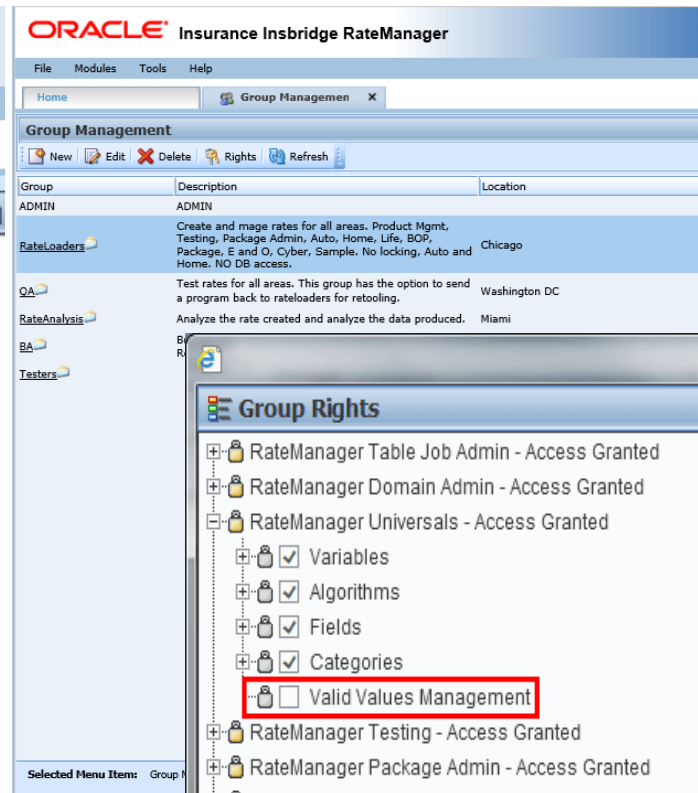 ORACLE® Insurance Insbridge RateManager
File Modules Tools Help
Home Group Managemen X
Group Management
New Edit Delete Rights Refresh
Group Description Location
ADMIN ADMIN
Create and mage rates for all areas. Product Mgmt,
Testing, Package Admin, Auto, Home, Life, BOP,
RateLoaders Package, E and O, Cyber, Sample. No locking, Auto and Chicago
Home. NO DB access.
QA Test rates for all areas. This group has the option to send Washington DC
a program back to rateloaders for retooling.
RateAnalysis Analyze the rate created and analyze the data produced. Miami
BA
Testers
Group Rights
RateManager Table Job Admin - Access Granted
RateManager Domain Admin - Access Granted
RateManager Universals - Access Granted
Variables
Algorithms
Fields
Categories
Valid Values Management
RateManager Testing - Access Granted
RateManager Package Admin - Access Granted
Selected Menu Item: Group